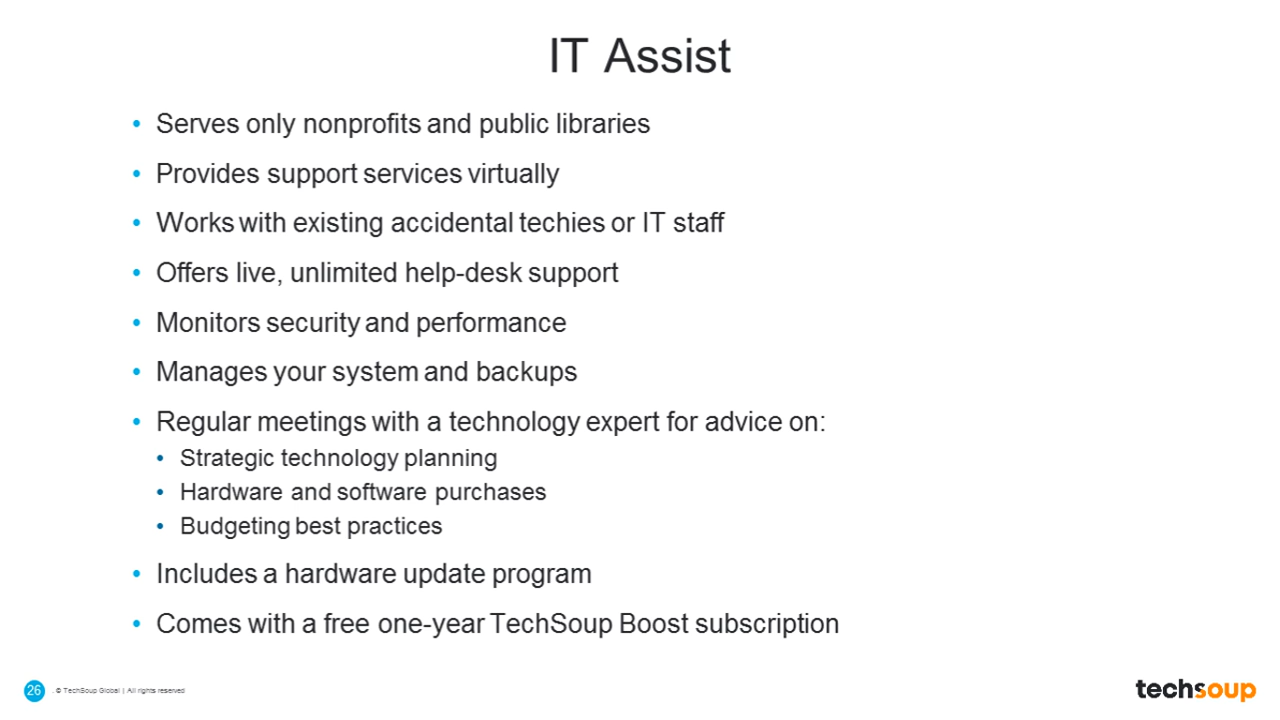 IT Assist
• Serves only nonprofits and public libraries
• Provides support services virtually
• Works with existing accidental techies or IT staff
• Offers live, unlimited help-desk support
• Monitors security and performance
• Manages your system and backups
• Regular meetings with a technology expert for advice on:
• Strategic technology planning
• Hardware and software purchases
• Budgeting best practices
• Includes a hardware update program
• Comes with a free one-year TechSoup Boost subscription
26 . © TechSoup Global | All rights reserved
techsoup